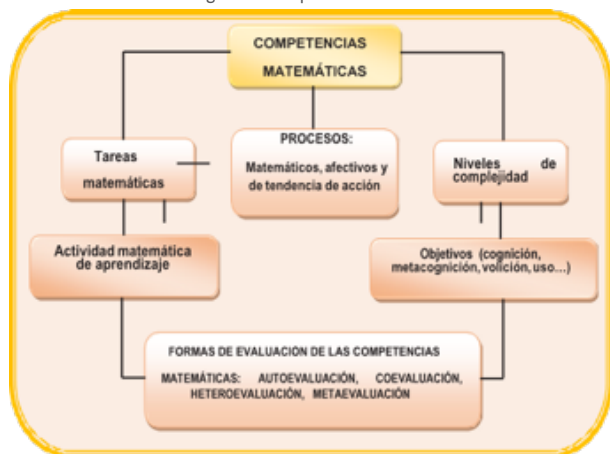 COMPETENCIAS
MATEMÁTICAS
PROCESOS:
Matemáticos, afectivos y
de tendencia de acción
Tareas
matemáticas
Niveles de
complejidad
Actividad matemática
de aprendizaje
Objetivos (cognición,
metacognición, volición, uso...)
FORMAS DE EVALUACIÓN DE LAS COMPETENCIAS
MATEMÁTICAS: AUTOEVALUACIÓN, COEVALUACIÓN,
HETEROEVALUACIÓN, METAEVALUACIÓN